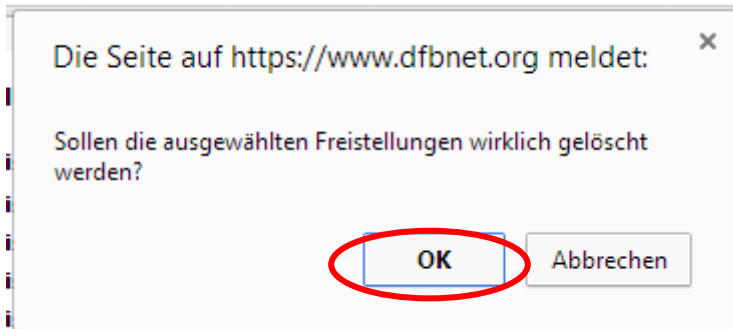 Die Seite auf https://www.dfbnet.org meldet:
Sollen die ausgewählten Freistellungen wirklich gelöscht
werden?
OK Abbrechen